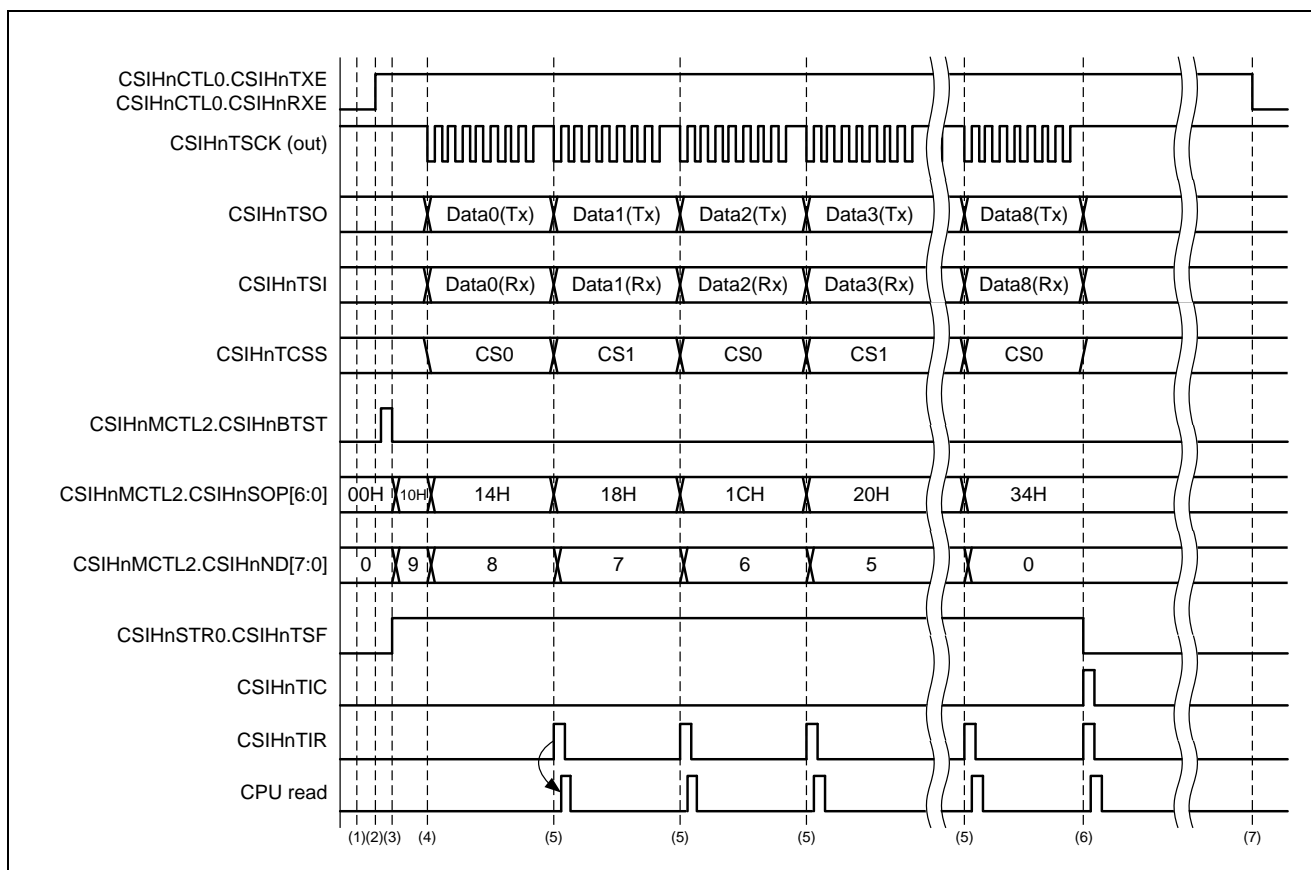 CSIHnCTL0.CSIHnTXE
CSIHnCTL0.CSIHnRXE
CSIHnTSCK (out)
CSIHnTSO Data0(Tx) Data1(Tx) Data2(Tx) Data3(Tx) Data8(Tx)
CSIHnTSI Data0(Rx) Data1(Rx) Data2(Rx) Data3(Rx) Data8(Rx)
CSIHnTCSS CS0 CS1 CS0 CS1 CS0
CSIHnMCTL2.CSIHnBTST
CSIHnMCTL2.CSIHnSOP[6:0] 00H 10H 14H 18H 1CH 20H 34H
CSIHnMCTL2.CSIHnND[7:0] 0 9 8 7 6 5 0
CSIHnSTR0.CSIHnTSF
CSIHnTIC
CSIHnTIR
CPU read
(1) (2) (3) (4) (5) (5) (5) (5) (6) (7)